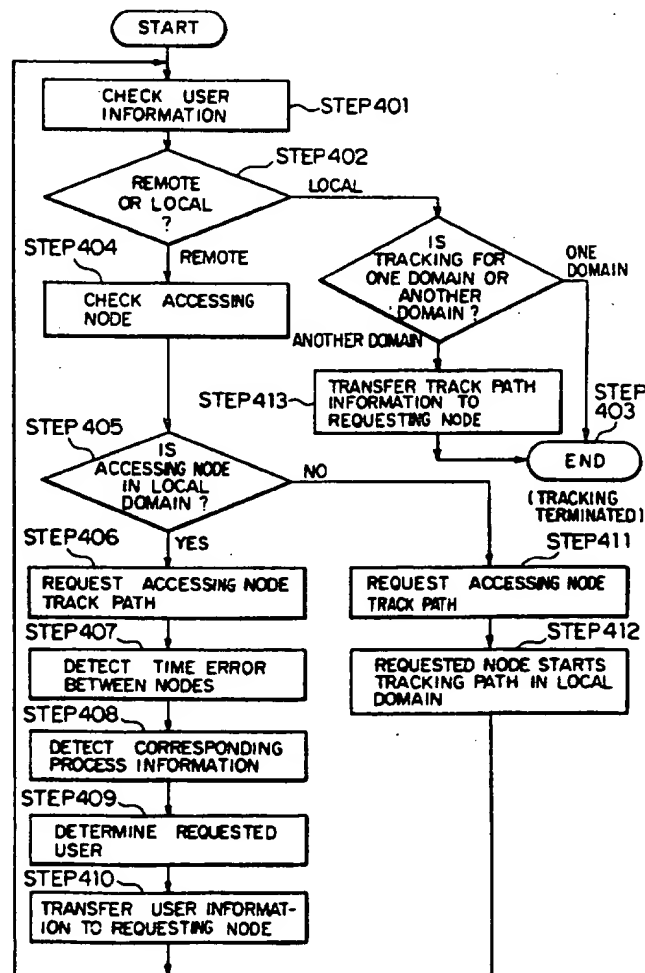 START
CHECK USER
INFORMATION
STEP401
STEP402
REMOTE
OR LOCAL
?
LOCAL
STEP404
REMOTE
CHECK ACCESSING
NODE
IS
TRACKING FOR
ONE DOMAIN OR
ANOTHER
DOMAIN ?
ONE
DOMAIN
ANOTHER DOMAIN
STEP413
TRANSFER TRACK PATH
INFORMATION TO
REQUESTING NODE
STEP
403
END
(TRACKING
TERMINATED)
STEP405
IS
ACCESSING NODE
IN LOCAL
DOMAIN ?
NO
YES
STEP406
REQUEST ACCESSING NODE
TRACK PATH
STEP411
REQUEST ACCESSING NODE
TRACK PATH
STEP407
DETECT TIME ERROR
BETWEEN NODES
STEP412
REQUESTED NODE STARTS
TRACKING PATH IN LOCAL
DOMAIN
STEP408
DETECT CORRESPONDING
PROCESS INFORMATION
STEP409
DETERMINE REQUESTED
USER
STEP410
TRANSFER USER INFORMAT-
ION TO REQUESTING NODE